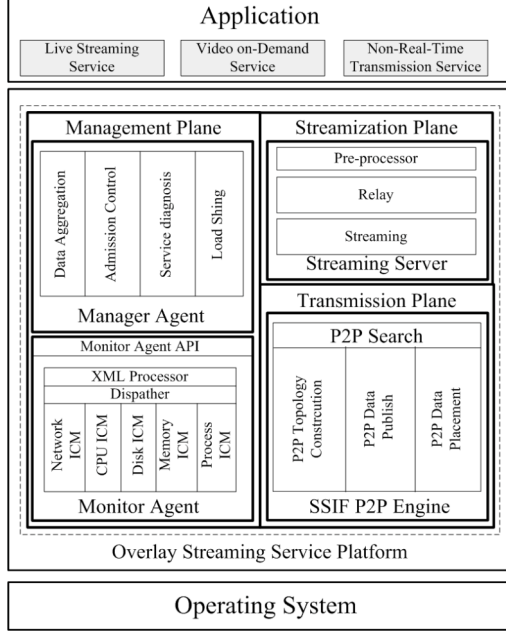 Application
Live Streaming
Service
Video on-Demand
Service
Non-Real-Time
Transmission Service
Management Plane
Data Aggregation
Admission Control
Service diagnosis
Load Shing
Manager Agent
Monitor Agent API
XML Processor
Dispather
Network
ICM
CPU ICM
Disk ICM
Memory
ICM
Process
ICM
Monitor Agent
Streamization Plane
Pre-processor
Relay
Streaming
Streaming Server
Transmission Plane
P2P Search
P2P Topology
Constrcution
P2P Data
Publish
P2P Data
Placement
SSIF P2P Engine
Overlay Streaming Service Platform
Operating System